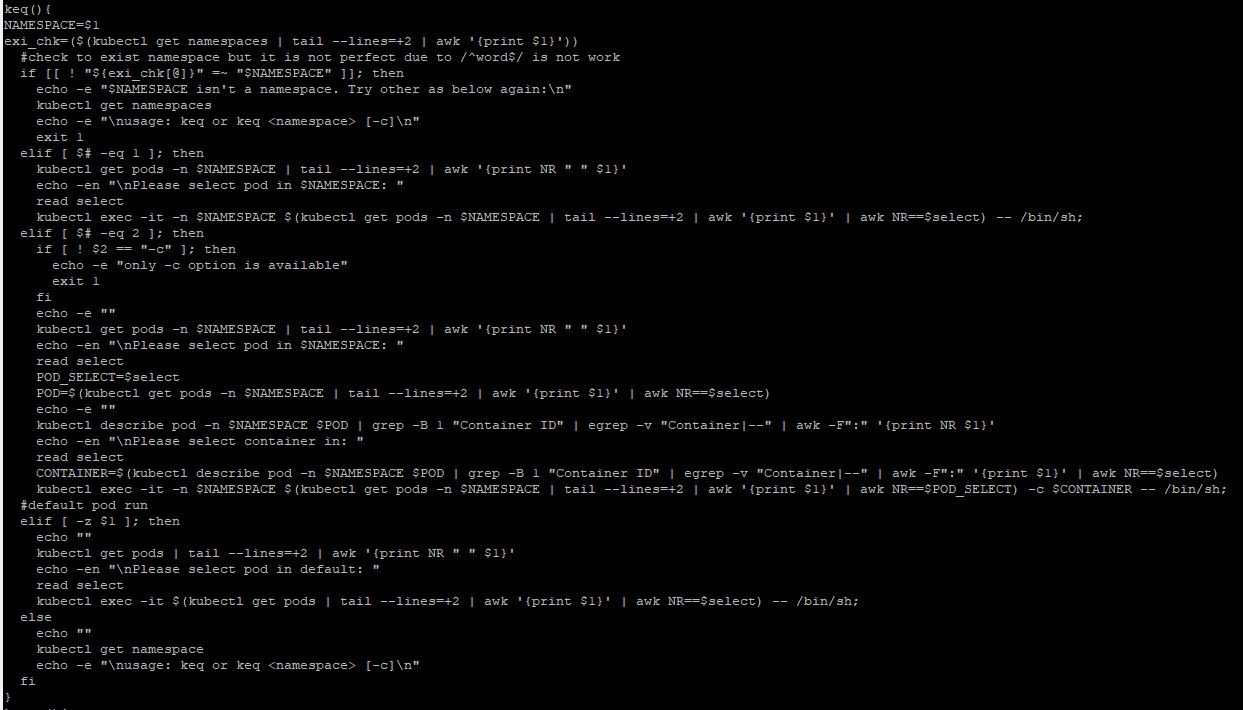 keq(){
NAMESPACE=$1
exi_chk=($(kubectl get namespaces | tail --lines=+2 | awk '{print $1}'))
  #check to exist namespace but it is not perfect due to /^word$/ is not work
  if [[ ! "${exi_chk[@]}" =~ "$NAMESPACE" ]]; then
    echo -e "$NAMESPACE isn't a namespace. Try other as below again:\n"
    kubectl get namespaces
    echo -e "\nusage: keq or keq <namespace> [-c]\n"
    exit 1
  elif [ $# -eq 1 ]; then
    kubectl get pods -n $NAMESPACE | tail --lines=+2 | awk '{print NR " " $1}'
    echo -en "\nPlease select pod in $NAMESPACE: "
    read select
    kubectl exec -it -n $NAMESPACE $(kubectl get pods -n $NAMESPACE | tail --lines=+2 | awk '{print $1}' | awk NR==$select) -- /bin/sh;
  elif [ $# -eq 2 ]; then
    if [ ! $2 == "-c" ]; then
      echo -e "only -c option is available"
      exit 1
    fi
    echo -e ""
    kubectl get pods -n $NAMESPACE | tail --lines=+2 | awk '{print NR " " $1}'
    echo -en "\nPlease select pod in $NAMESPACE: "
    read select
    POD_SELECT=$select
    POD=$(kubectl get pods -n $NAMESPACE | tail --lines=+2 | awk '{print $1}' | awk NR==$select)
    echo -e ""
    kubectl describe pod -n $NAMESPACE $POD | grep -B 1 "Container ID" | egrep -v "Container|--" | awk -F":" '{print NR $1}'
    echo -en "\nPlease select container in: "
    read select
    CONTAINER=$(kubectl describe pod -n $NAMESPACE $POD | grep -B 1 "Container ID" | egrep -v "Container|--" | awk -F":" '{print $1}' | awk NR==$select)
    kubectl exec -it -n $NAMESPACE $(kubectl get pods -n $NAMESPACE | tail --lines=+2 | awk '{print $1}' | awk NR==$POD_SELECT) -c $CONTAINER -- /bin/sh;
  #default pod run
  elif [ -z $1 ]; then
    echo ""
    kubectl get pods | tail --lines=+2 | awk '{print NR " " $1}'
    echo -en "\nPlease select pod in default: "
    read select
    kubectl exec -it $(kubectl get pods | tail --lines=+2 | awk '{print $1}' | awk NR==$select) -- /bin/sh;
  else
    echo ""
    kubectl get namespace
    echo -e "\nusage: keq or keq <namespace> [-c]\n"
  fi
}